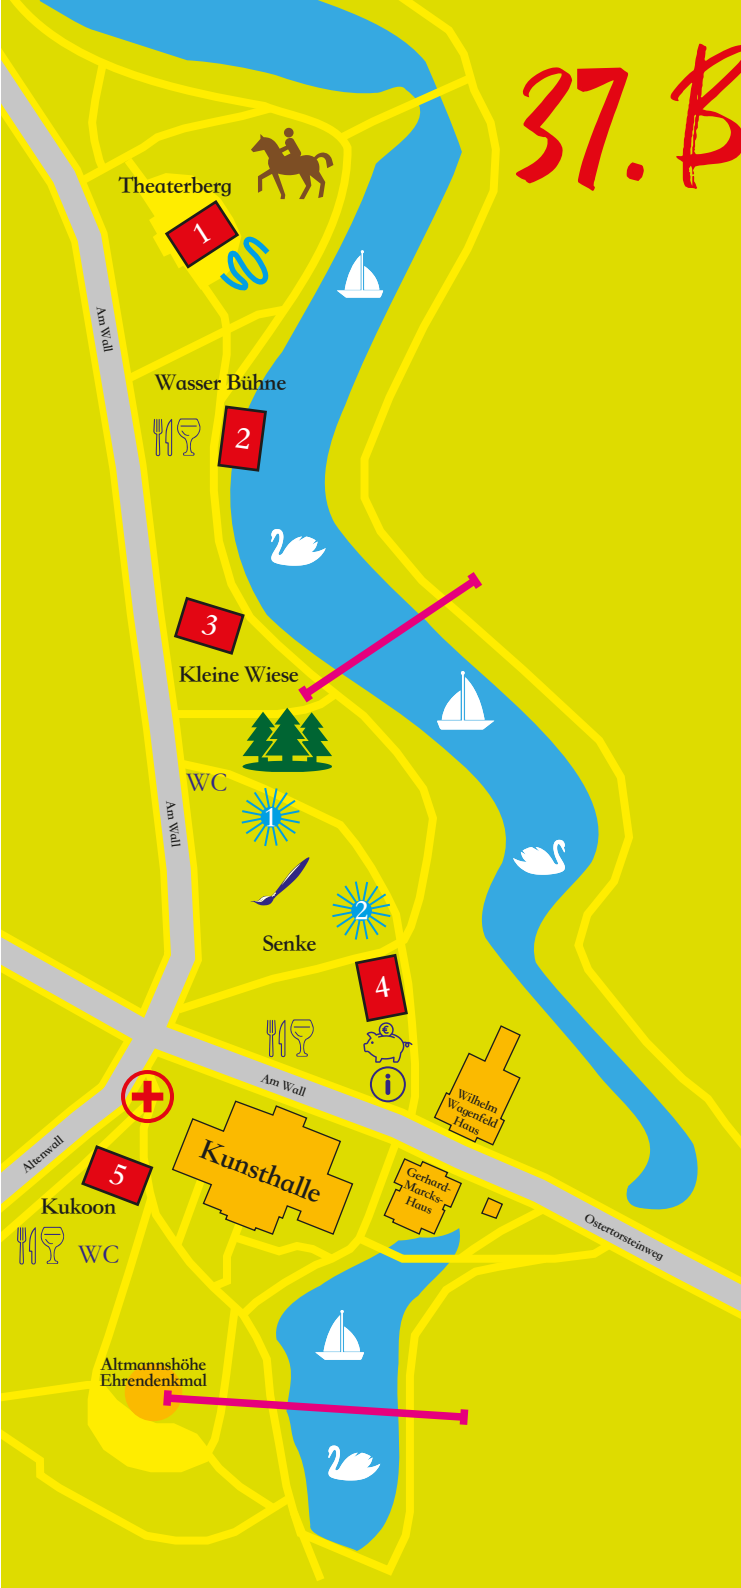 37. B
Theaterberg
1
Am Wall
Wasser Bühne
2
3
Kleine Wiese
WC
1
Am Wall
2
Senke
4
€
i
Am Wall
Wilhelm
Wagenfeld
Haus
Altenwall
Kunsthalle
5
Gerhard-
Marcks-
Haus
Kukoon
WC
Ostertorsteinweg
Altmannshöhe
Ehrendenkmal